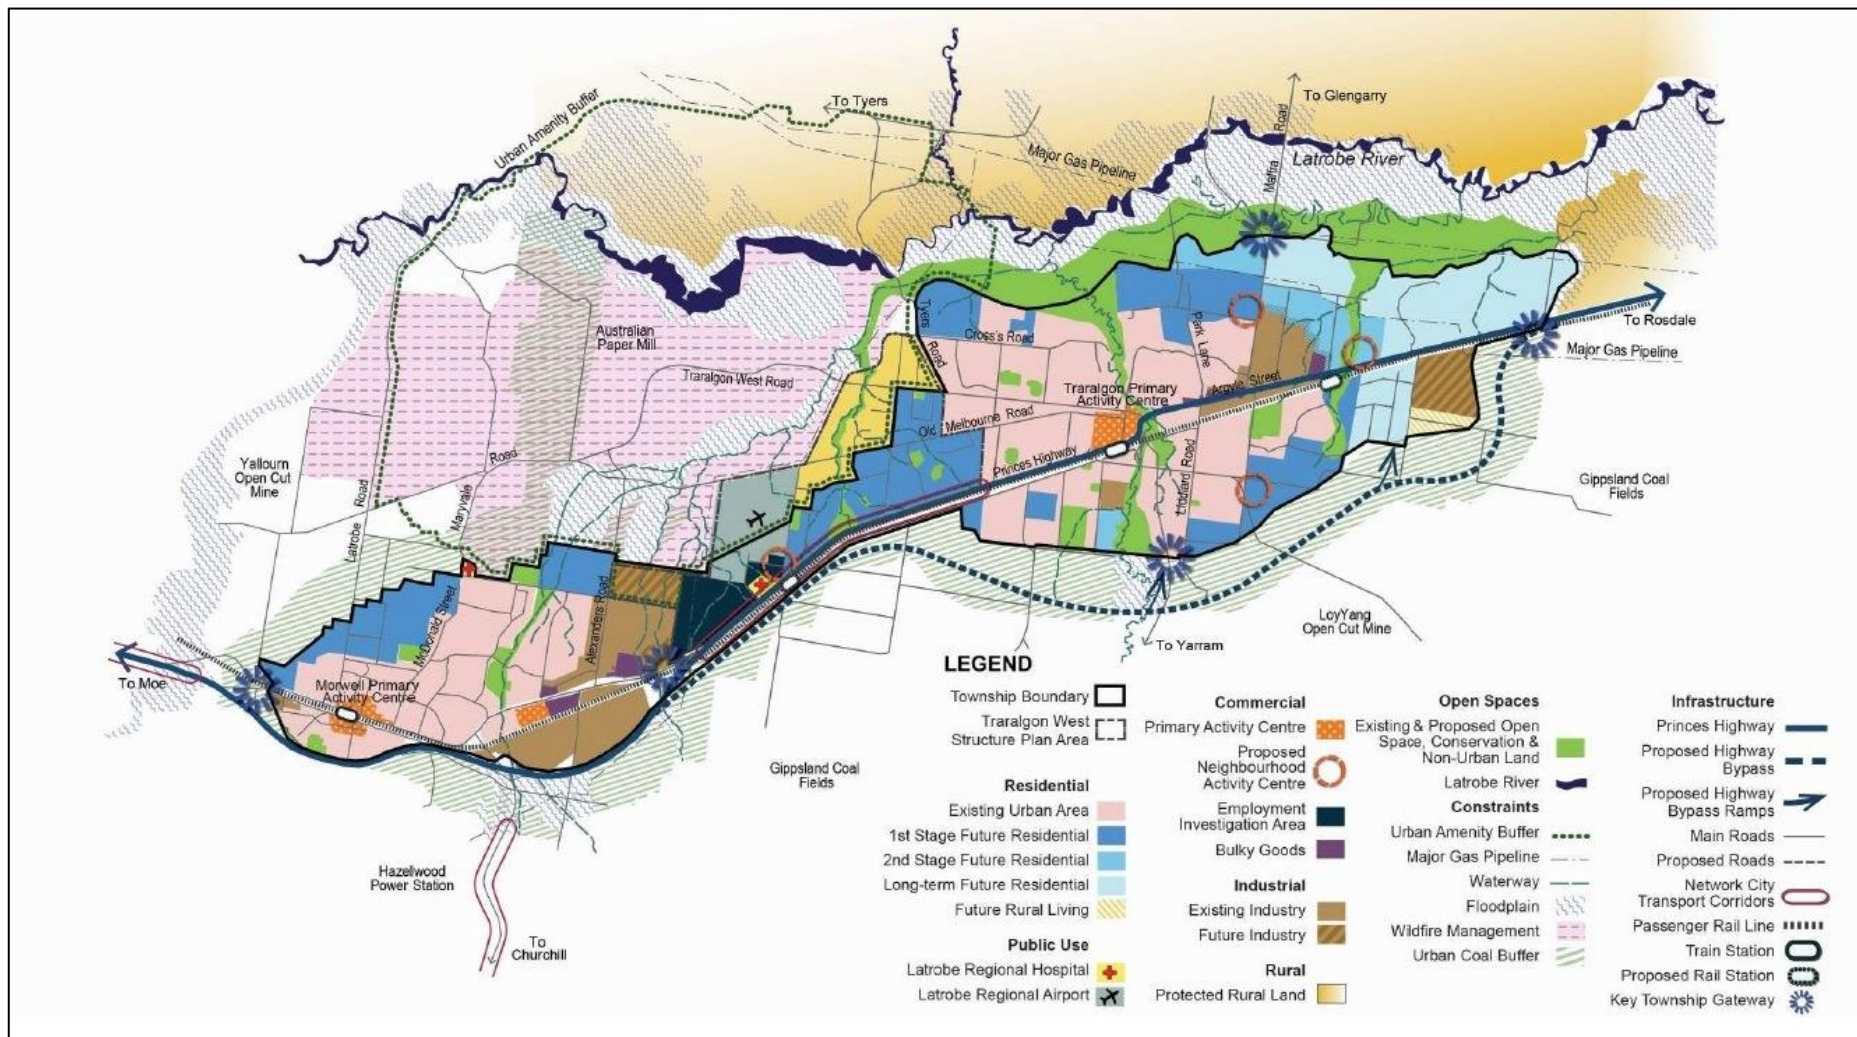 Urban Amenity Buffer
To Tyers
To Glengarry
Major Gas Pipeline
Maffra
Road
Latrobe River
Australian
Paper Mill
Traralgon West Road
Tyers
Road
Cross's Road
Park Lane
To Rosdale
Major Gas Pipeline
Traralgon Primary
Activity Centre
Argyle Street
Old Melbourne Road
Princes Highway
Liddiard Road
Yallourn
Open Cut
Mine
Latrobe Road
Maryvale
Road
Gippsland Coal
Fields
McDonald Street
Alexanders Road
LoyYang
Open Cut Mine
To Yarram
To Moe
Morwell Primary
Activity Centre
Gippsland Coal
Fields
Hazelwood
Power Station
To
Churchill
LEGEND
Township Boundary
Traralgon West
Structure Plan Area
Residential
Existing Urban Area
1st Stage Future Residential
2nd Stage Future Residential
Long-term Future Residential
Future Rural Living
Public Use
Latrobe Regional Hospital
Latrobe Regional Airport
Commercial
Primary Activity Centre
Proposed
Neighbourhood
Activity Centre
Employment
Investigation Area
Bulky Goods
Industrial
Existing Industry
Future Industry
Rural
Protected Rural Land
Open Spaces
Existing & Proposed Open
Space, Conservation &
Non-Urban Land
Latrobe River
Constraints
Urban Amenity Buffer
Major Gas Pipeline
Waterway
Floodplain
Wildfire Management
Urban Coal Buffer
Infrastructure
Princes Highway
Proposed Highway
Bypass
Proposed Highway
Bypass Ramps
Main Roads
Proposed Roads
Network City
Transport Corridors
Passenger Rail Line
Train Station
Proposed Rail Station
Key Township Gateway